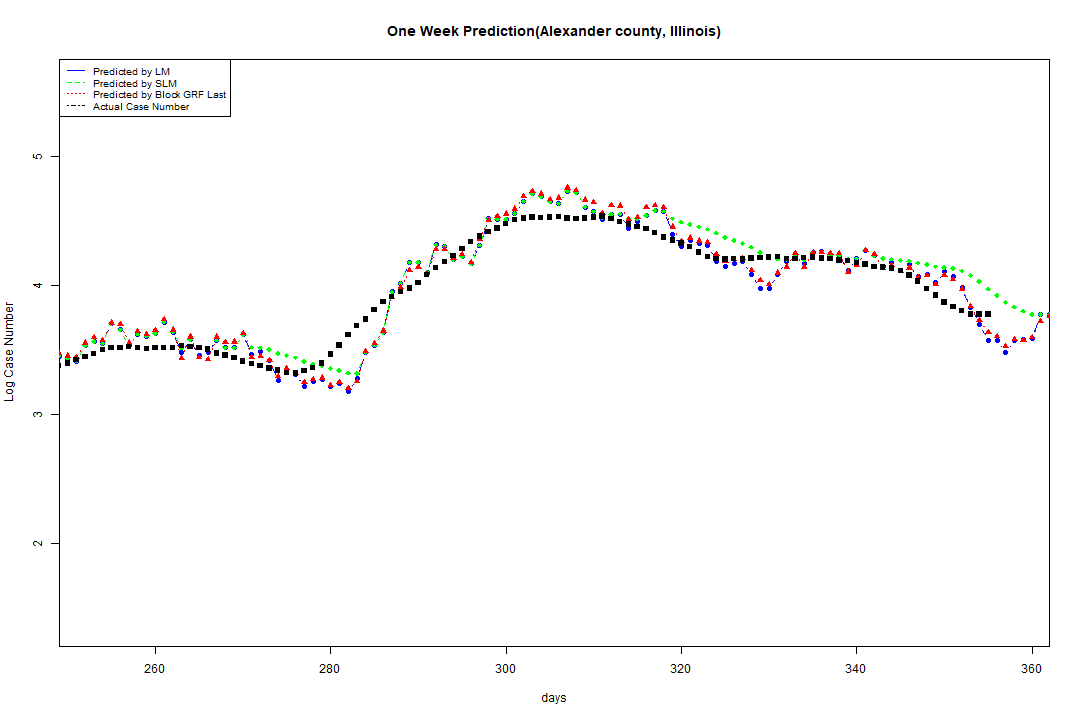 One Week Prediction(Alexander county, Illinois)
Predicted by LM
Predicted by SLM
Predicted by Block GRF Last
Actual Case Number
5
4
3
2
Log Case Number
260 280 300 320 340 360
days